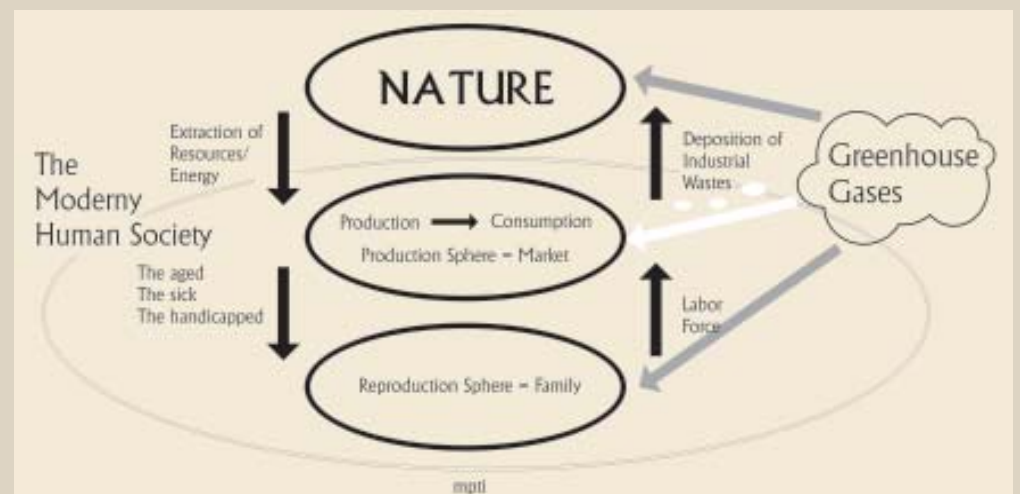 NATURE
Extraction of
Resources/
Energy
Deposition of
Industrial
Wastes
Greenhouse
Gases
The
Moderny
Human Society
Production
Consumption
Production Sphere = Market
The aged
The sick
The handicapped
Labor
Force
Reproduction Sphere = Family
mpti